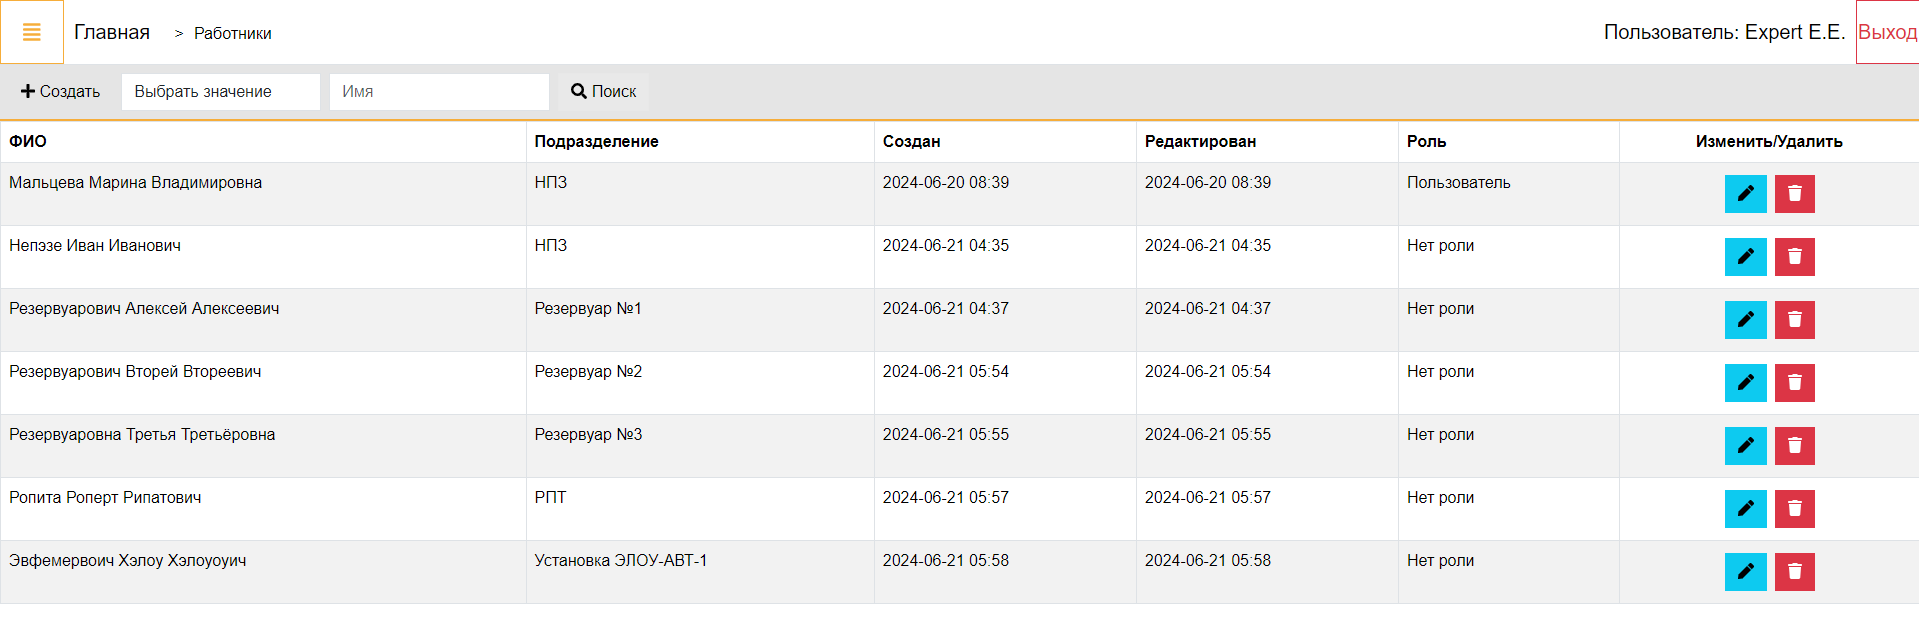 Главная > Работники Пользователь: Expert E.E. Выход
Создать Выбрать значение Имя Поиск
ФИО Подразделение Создан Редактирован Роль Изменить/Удалить
Мальцева Марина Владимировна НПЗ 2024-06-20 08:39 2024-06-20 08:39 Пользователь
Непэзе Иван Иванович НПЗ 2024-06-21 04:35 2024-06-21 04:35 Нет роли
Резервуарович Алексей Алексеевич Резервуар №1 2024-06-21 04:37 2024-06-21 04:37 Нет роли
Резервуарович Вторей Втореевич Резервуар №2 2024-06-21 05:54 2024-06-21 05:54 Нет роли
Резервуаровна Третья Третьёровна Резервуар №3 2024-06-21 05:55 2024-06-21 05:55 Нет роли
Ропита Роперт Рипатович РПТ 2024-06-21 05:57 2024-06-21 05:57 Нет роли
Эвфемервоич Хэлоу Хэлоуоуич Установка ЭЛОУ-АВТ-1 2024-06-21 05:58 2024-06-21 05:58 Нет роли